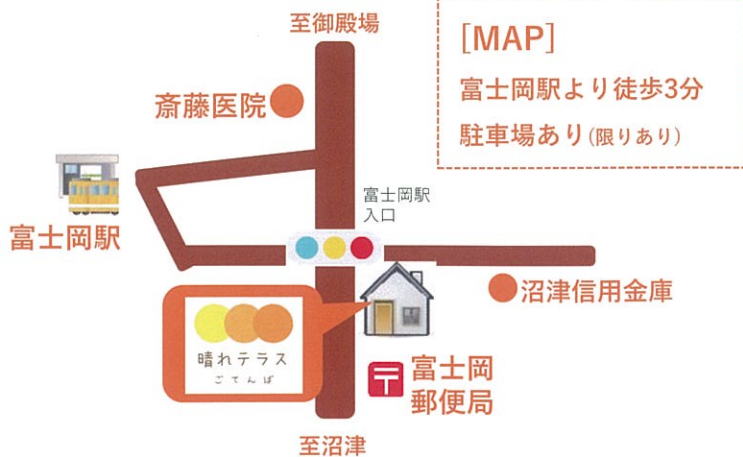 至御殿場
[MAP]
富士岡駅より徒歩3分
駐車場あり(限りあり)
斎藤医院
富士岡駅
入口
富士岡駅
沼津信用金庫
晴れテラス
ごてんば
〒
富士岡
郵便局
至沼津